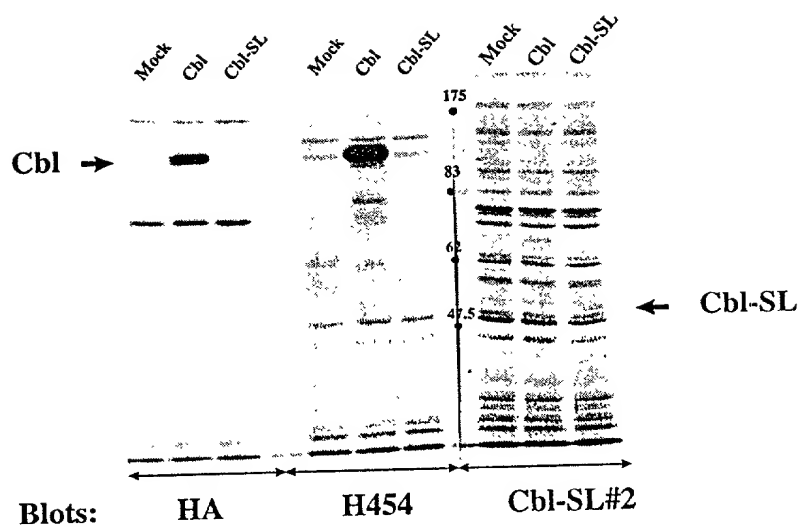 Mock Cbl Cbl-SL Mock Cbl Cbl-SL Mock Cbl Cbl-SL
175
Cbl
83
62
Cbl-SL
47.5
Blots: HA H454 Cbl-SL#2